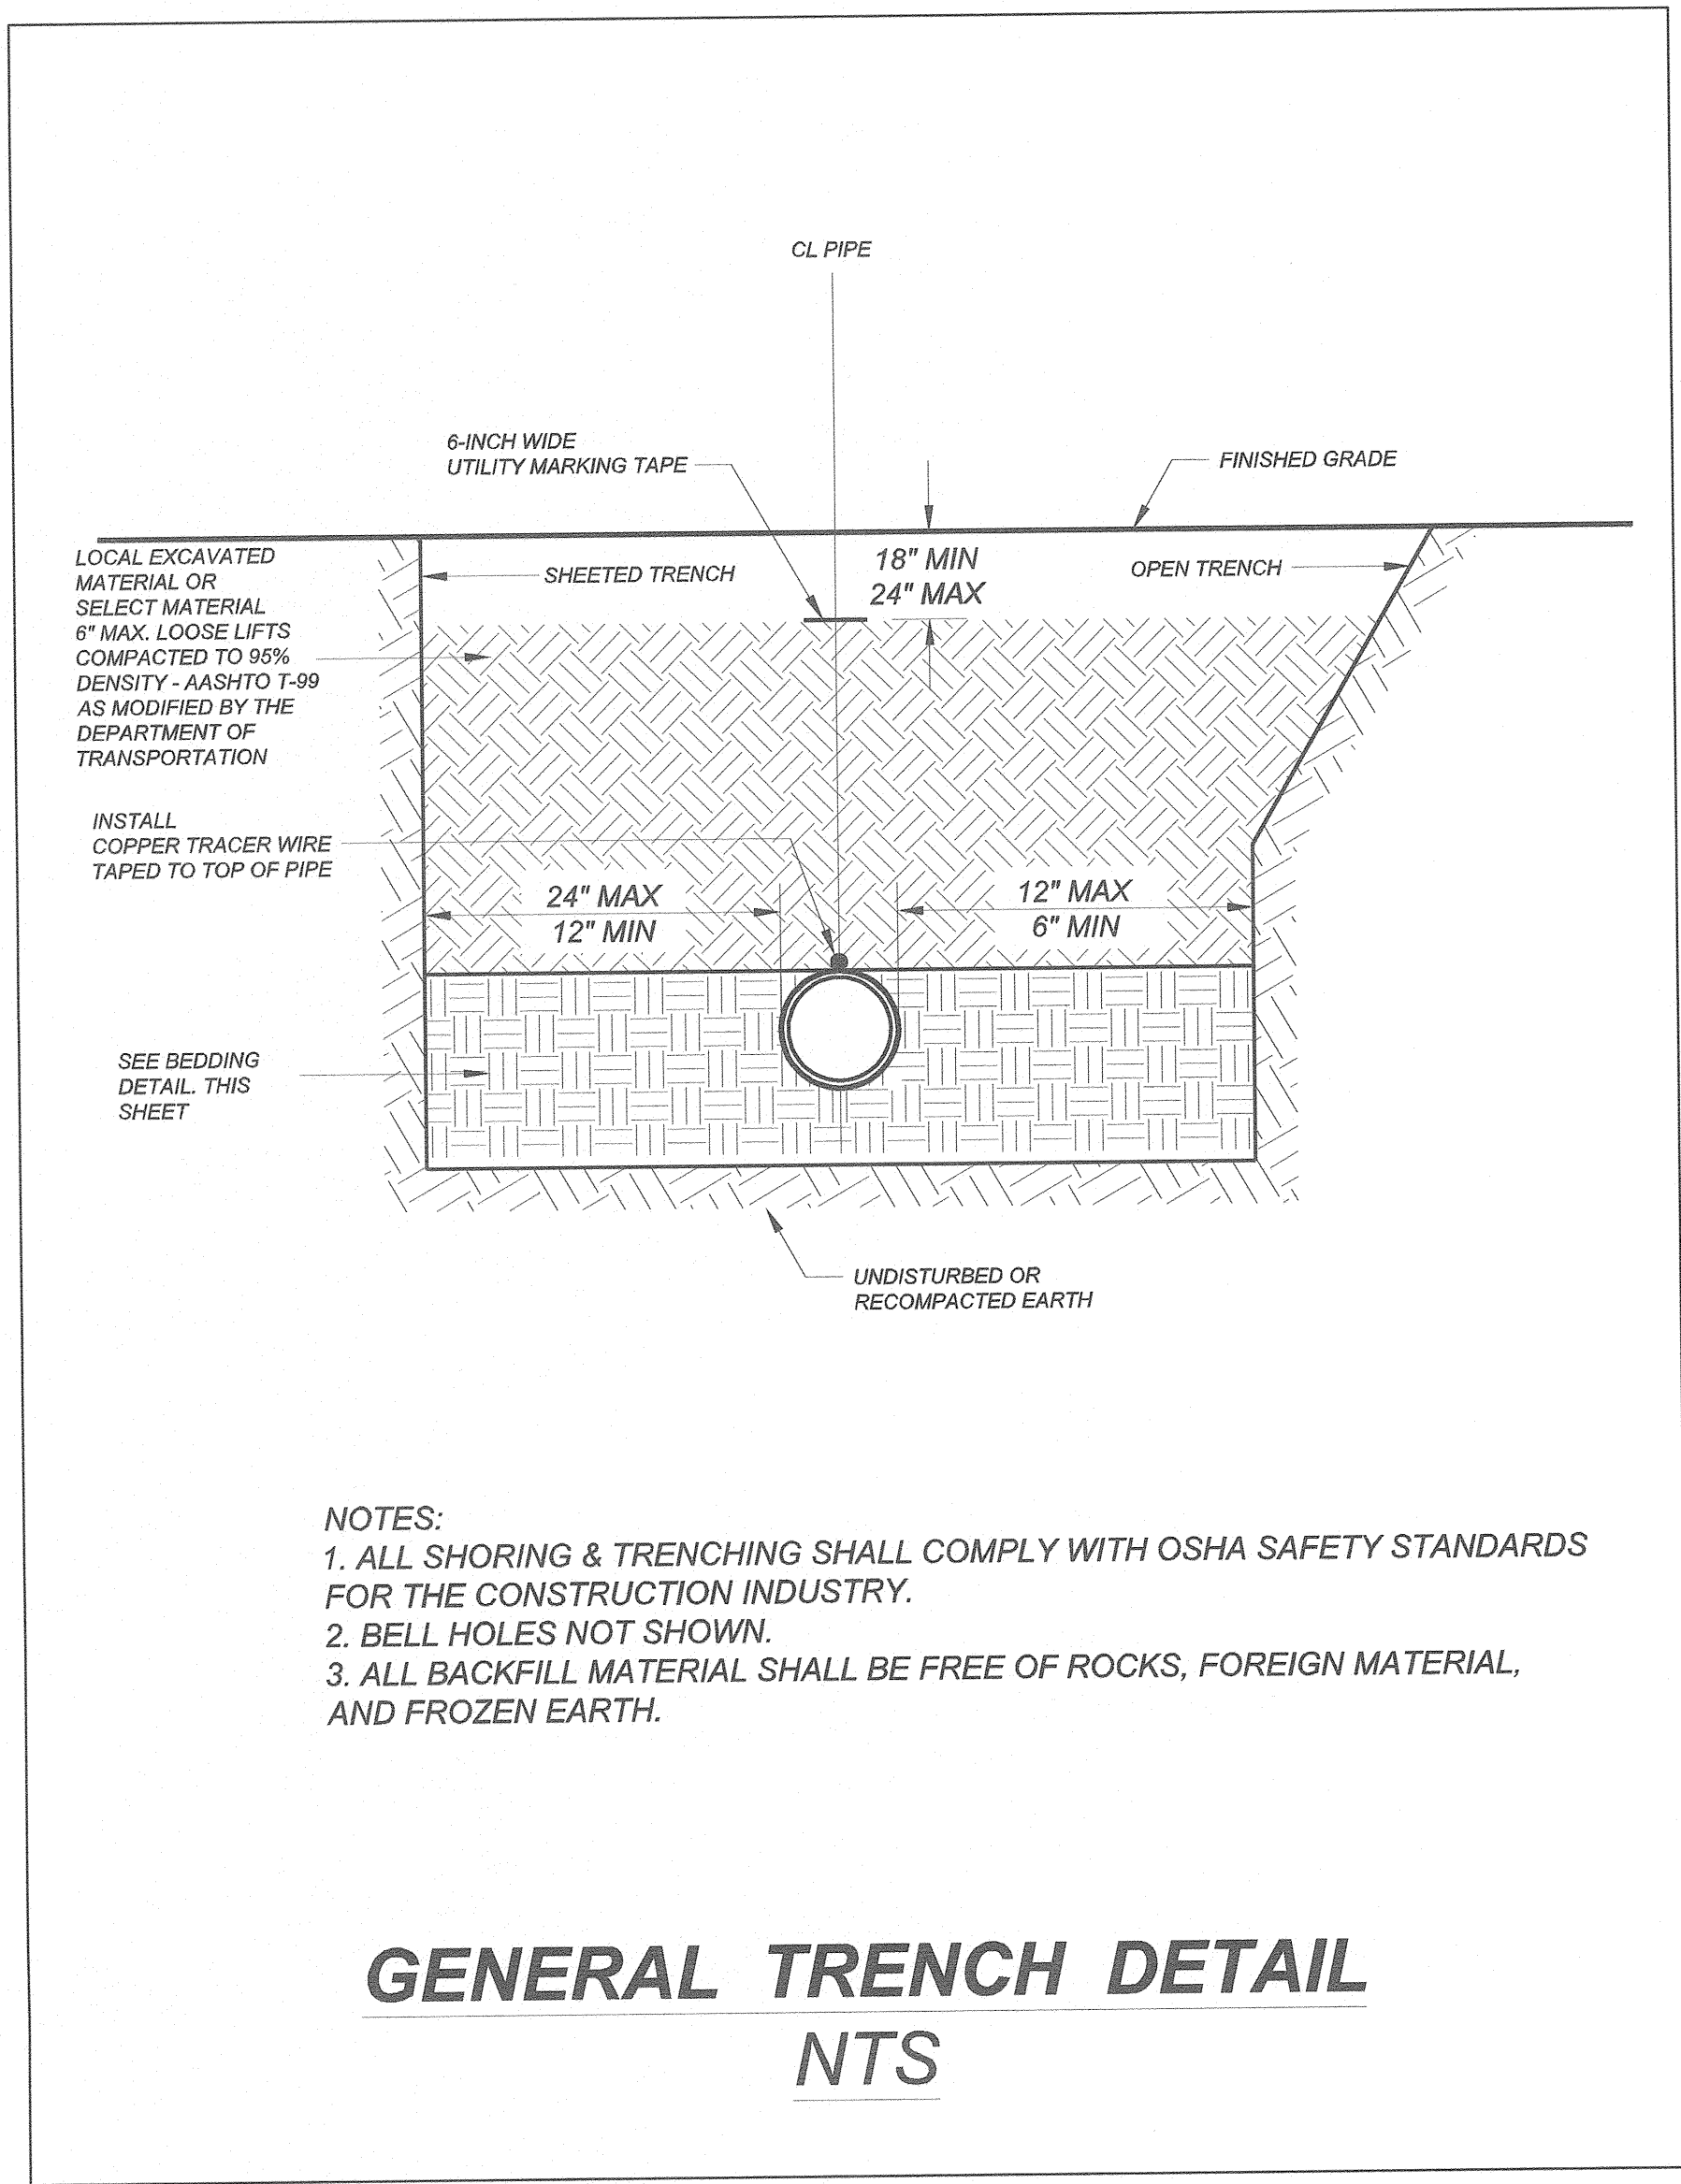 CL PIPE
6-INCH WIDE
UTILITY MARKING TAPE
FINISHED GRADE
LOCAL EXCAVATED
MATERIAL OR
SELECT MATERIAL
6" MAX. LOOSE LIFTS
COMPACTED TO 95%
DENSITY - AASHTO T-99
AS MODIFIED BY THE
DEPARTMENT OF
TRANSPORTATION
SHEETED TRENCH
18" MIN
24" MAX
OPEN TRENCH
INSTALL
COPPER TRACER WIRE
TAPED TO TOP OF PIPE
24" MAX
12" MIN
12" MAX
6" MIN
SEE BEDDING
DETAIL. THIS
SHEET
UNDISTURBED OR
RECOMPACTED EARTH
NOTES:
1. ALL SHORING & TRENCHING SHALL COMPLY WITH OSHA SAFETY STANDARDS
FOR THE CONSTRUCTION INDUSTRY.
2. BELL HOLES NOT SHOWN.
3. ALL BACKFILL MATERIAL SHALL BE FREE OF ROCKS, FOREIGN MATERIAL,
AND FROZEN EARTH.
GENERAL TRENCH DETAIL
NTS